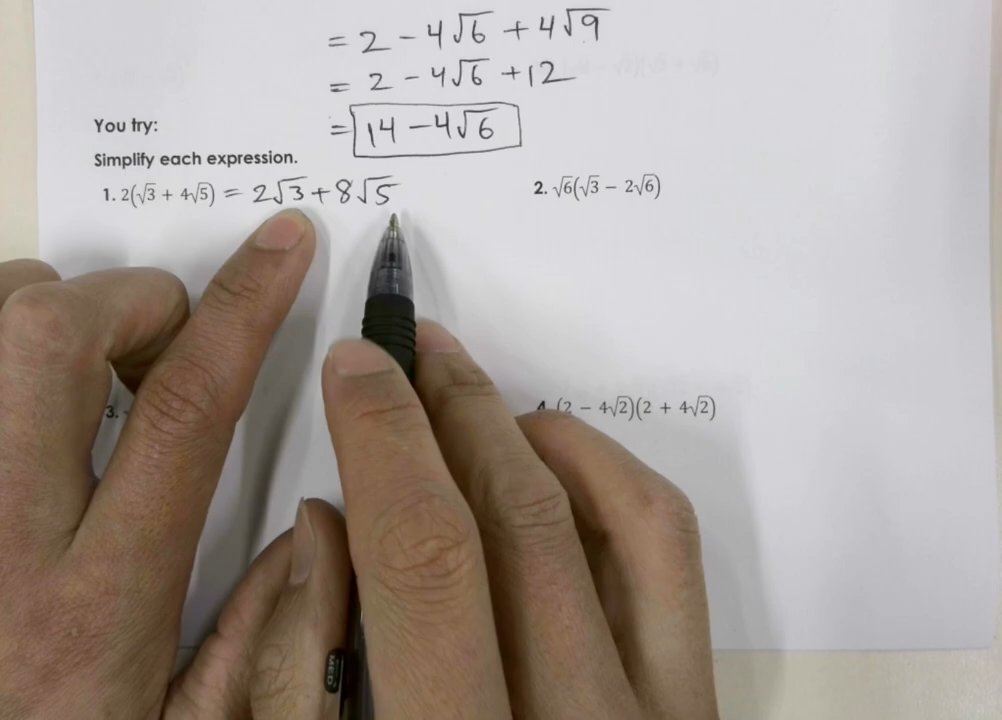 = 2 - 4√6 + 4√9
= 2 - 4√6 + 12
= 14 - 4√6
You try:
Simplify each expression.
1. 2(√3 + 4√5) = 2√3 + 8√5
2. √6(√3 − 2√6)
3.
4. (2 − 4√2)(2 + 4√2)
MED